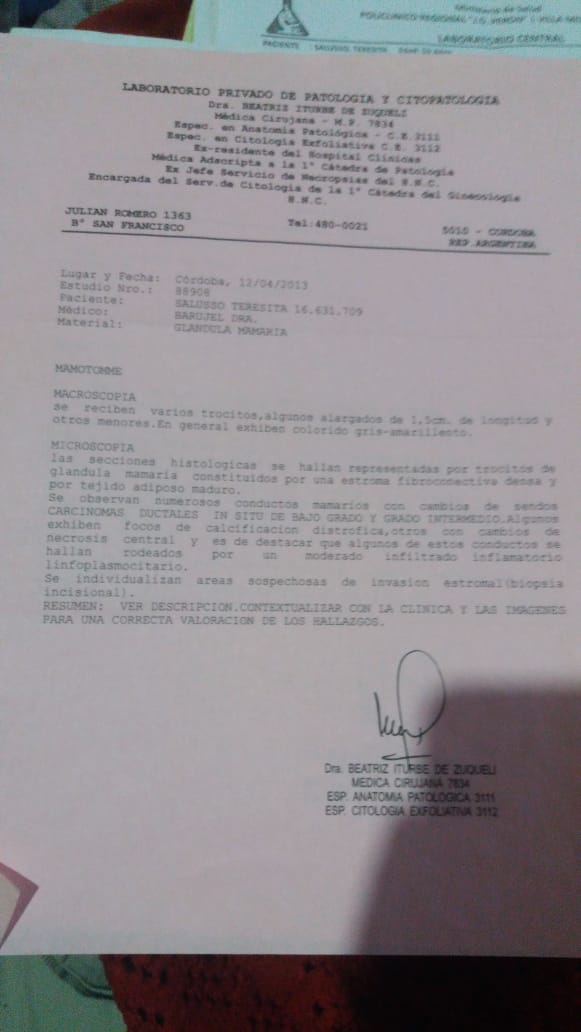 POLICLINICO REGIONAL
LABORATORIO CENTRAL
PACIENTE : SALUSSO, TERESITA
LABORATORIO PRIVADO DE PATOLOGIA Y CITOPATOLOGIA
Dra. BEATRIZ ITURBE DE ZUQUELI
Médica Cirujana - M.P. 7834
Espec. en Anatomía Patológica - C.E.3111
Espec. en Citología Exfoliativa C.E. 3112
Ex-residente del Hospital Clínicas
Médica Adscripta a la 1° Cátedra de Patología
Ex Jefe Servicio de Necropsias del H.N.C.
Encargada del Serv.de Citología de la 1° Cátedra del Ginecología
H.N.C.
JULIAN ROMERO 1363 Tel:480-0021 5010 - CORDOBA
B° SAN FRANCISCO REP.ARGENTINA
Lugar y Fecha: Córdoba, 12/04/2013
Estudio Nro.: 88908
Paciente: SALUSSO TERESITA 16.631.709
Médico: BARUJEL DRA.
Material: GLANDULA MAMARIA
MAMOTOMME
MACROSCOPIA
se reciben varios trocitos,algunos alargados de 1,5cm. de longitud y
otros menores.En general exhiben colorido gris-amarillento.
MICROSCOPIA
las secciones histologicas se hallan representadas por trocitos de
glandula mamaria constituidos por una estroma fibroconectiva densa y
por tejido adiposo maduro.
Se observan numerosos conductos mamarios con cambios de sendos
CARCINOMAS DUCTALES IN SITO DE BAJO GRADO Y GRADO INTERMEDIO.Algunos
exhiben focos de calcificacion distrofica,otros con cambios de
necrosis central y es de destacar que algunos de estos conductos se
hallan rodeados por un moderado infiltrado inflamatorio
linfoplasmocitario.
Se individualizan areas sospechosas de invasion estromal(biopsia
incisional).
RESUMEN: VER DESCRIPCION.CONTEXTUALIZAR CON LA CLINICA Y LAS IMAGENES
PARA UNA CORRECTA VALORACION DE LOS HALLAZGOS.
Dra. BEATRIZ ITURBE DE ZUQUELI
MEDICA CIRUJANA 7834
ESP. ANATOMIA PATOLOGICA 3111
ESP. CITOLOGIA EXFOLIATIVA 3112